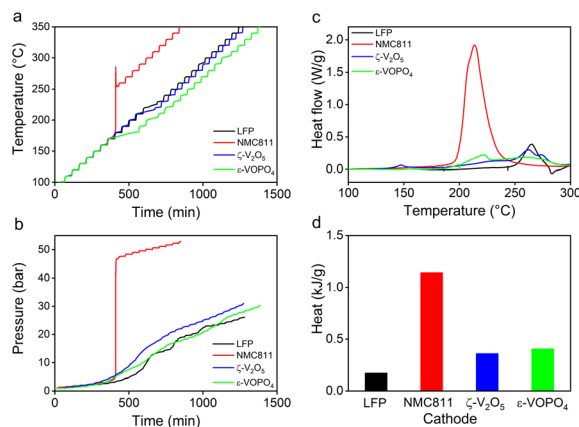 a
350
300
250
200
150
100
Temperature (°C)
LFP
NMC811
ζ-V₂O₅
ε-VOPO₄
0 500 1000 1500
Time (min)
b
50
40
30
20
10
0
Pressure (bar)
LFP
NMC811
ζ-V₂O₅
ε-VOPO₄
0 500 1000 1500
Time (min)
c
LFP
NMC811
ζ-V₂O₅
ε-VOPO₄
2.0
1.5
1.0
0.5
0.0
Heat flow (W/g)
100 150 200 250 300
Temperature (°C)
d
1.5
1.0
0.5
0.0
Heat (kJ/g)
LFP NMC811 ζ-V₂O₅ ε-VOPO₄
Cathode